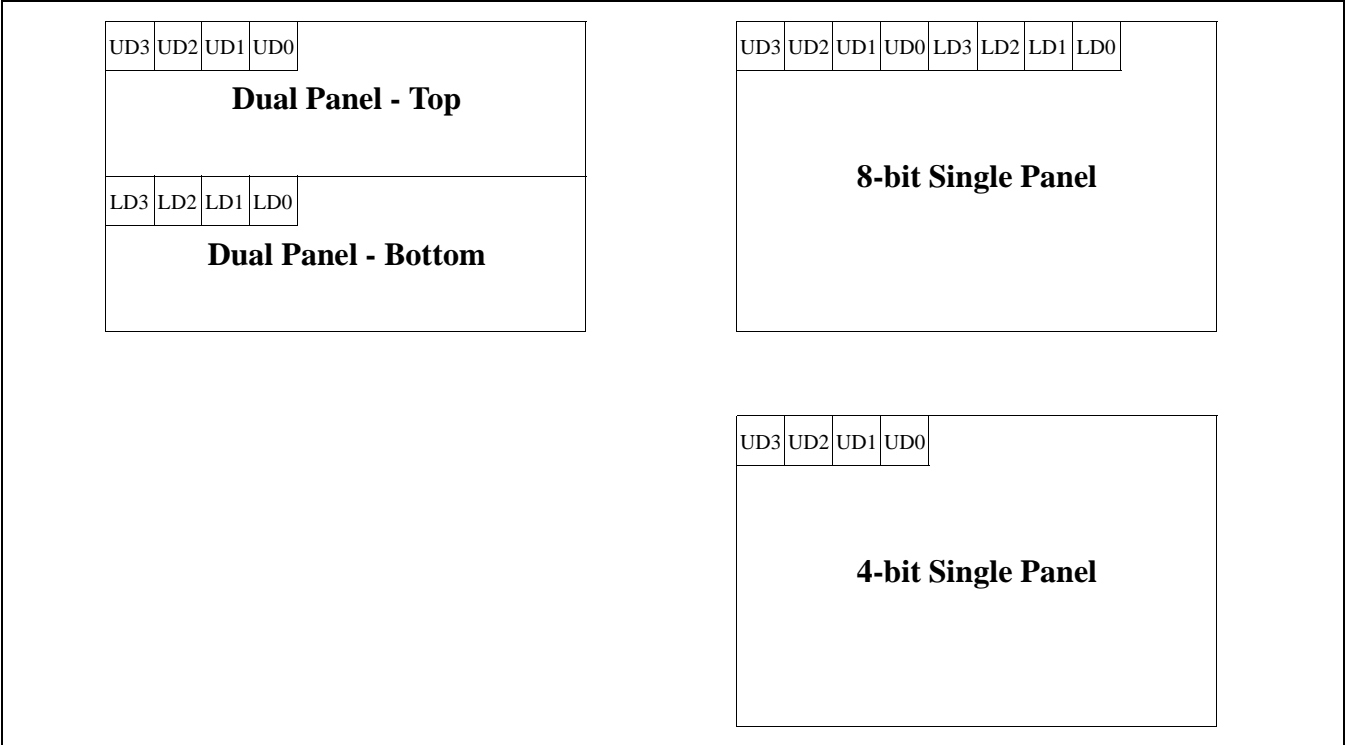 UD3 UD2 UD1 UD0
Dual Panel - Top
LD3 LD2 LD1 LD0
Dual Panel - Bottom
UD3 UD2 UD1 UD0 LD3 LD2 LD1 LD0
8-bit Single Panel
UD3 UD2 UD1 UD0
4-bit Single Panel